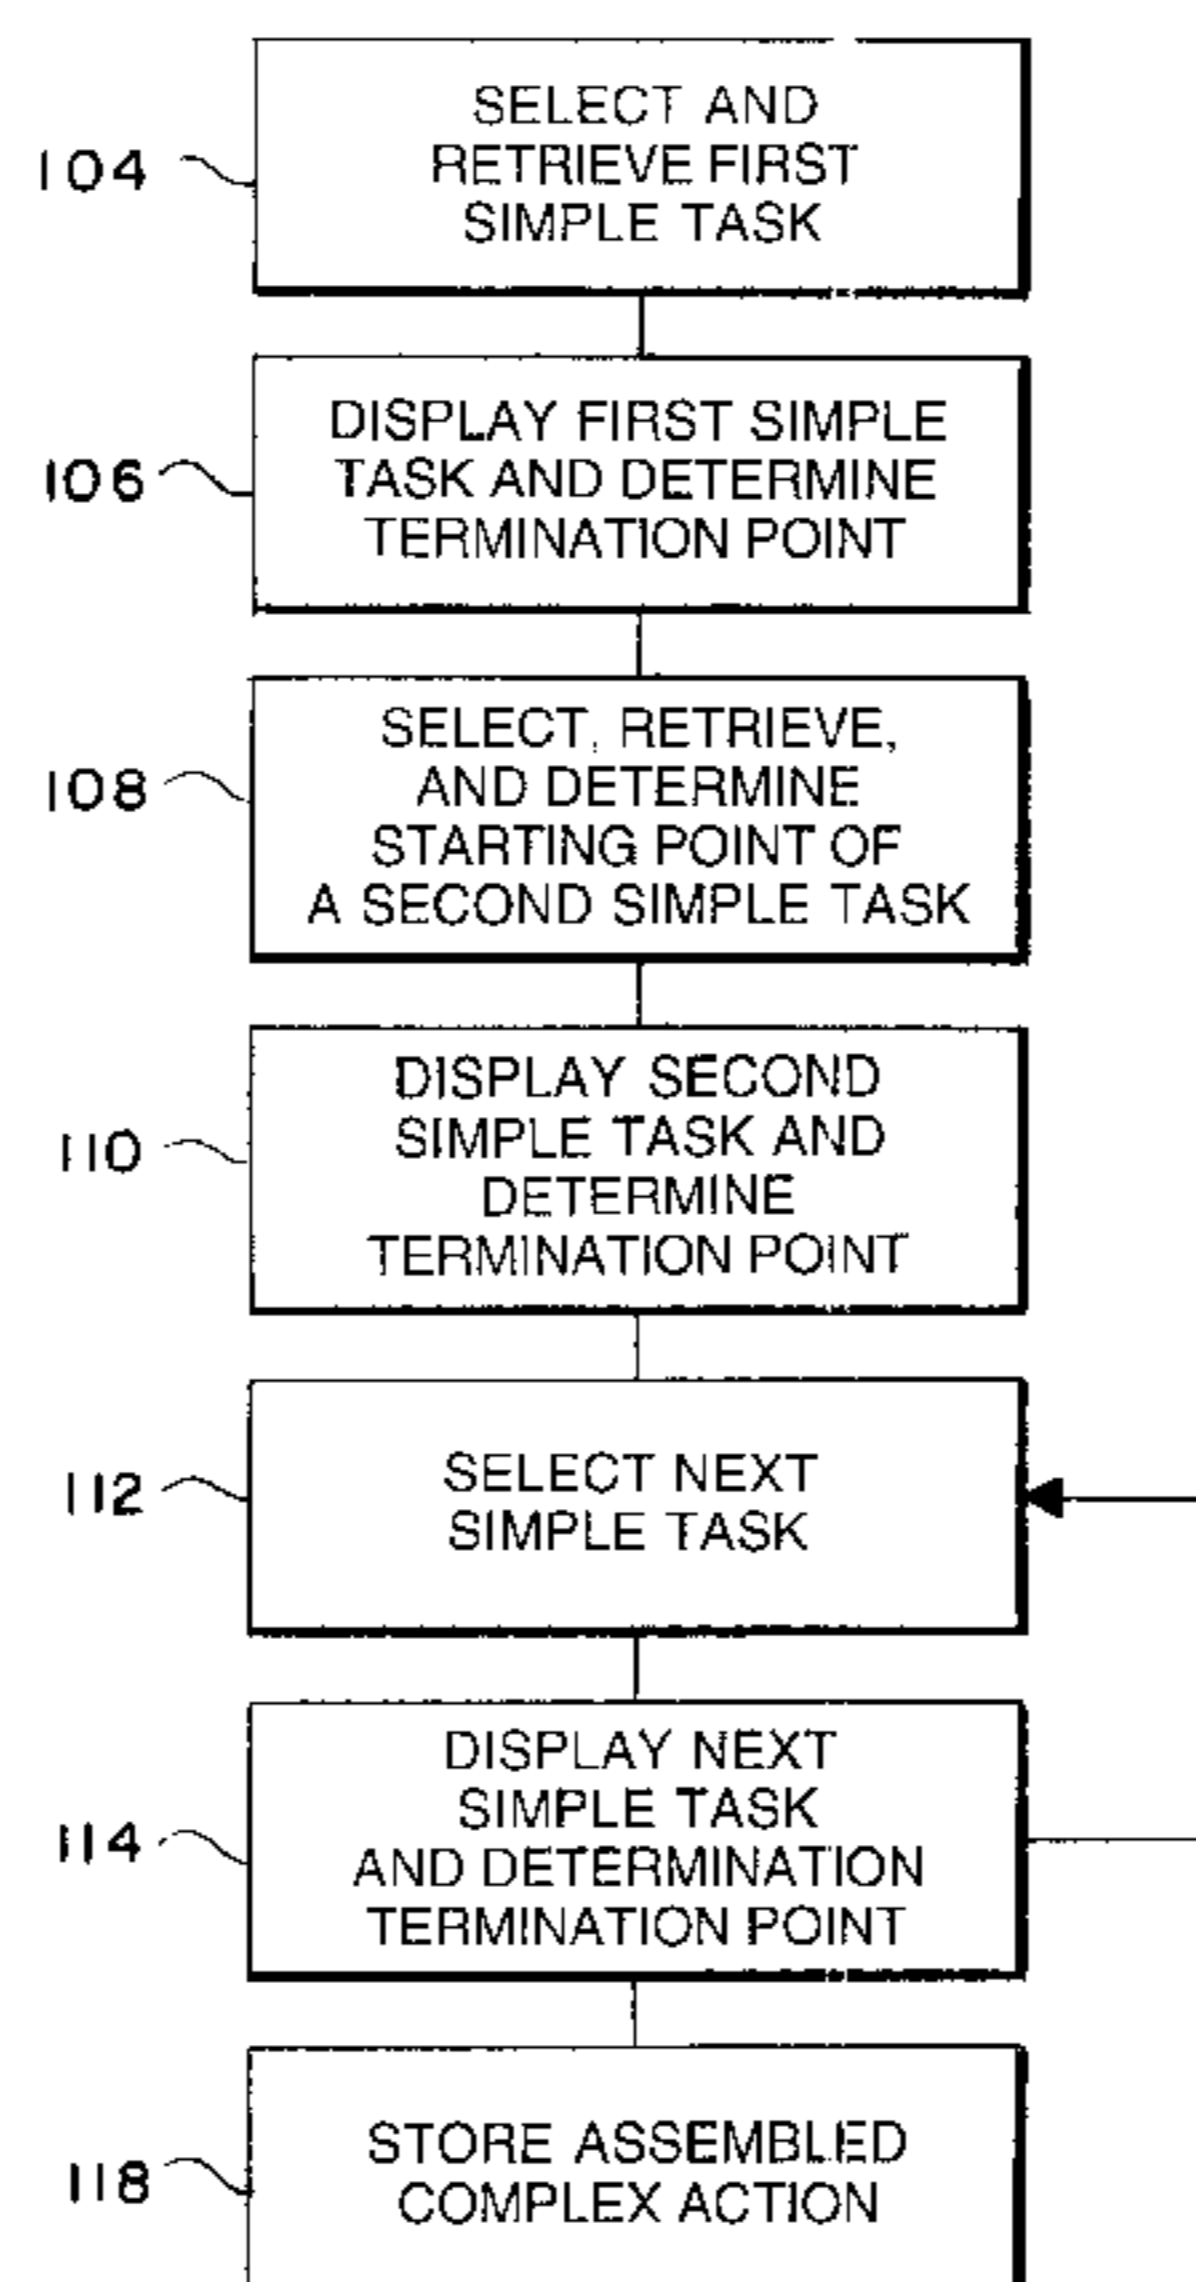 104
SELECT AND
RETRIEVE FIRST
SIMPLE TASK
106
DISPLAY FIRST SIMPLE
TASK AND DETERMINE
TERMINATION POINT
108
SELECT, RETRIEVE,
AND DETERMINE
STARTING POINT OF
A SECOND SIMPLE TASK
110
DISPLAY SECOND
SIMPLE TASK AND
DETERMINE
TERMINATION POINT
112
SELECT NEXT
SIMPLE TASK
114
DISPLAY NEXT
SIMPLE TASK
AND DETERMINATION
TERMINATION POINT
118
STORE ASSEMBLED
COMPLEX ACTION